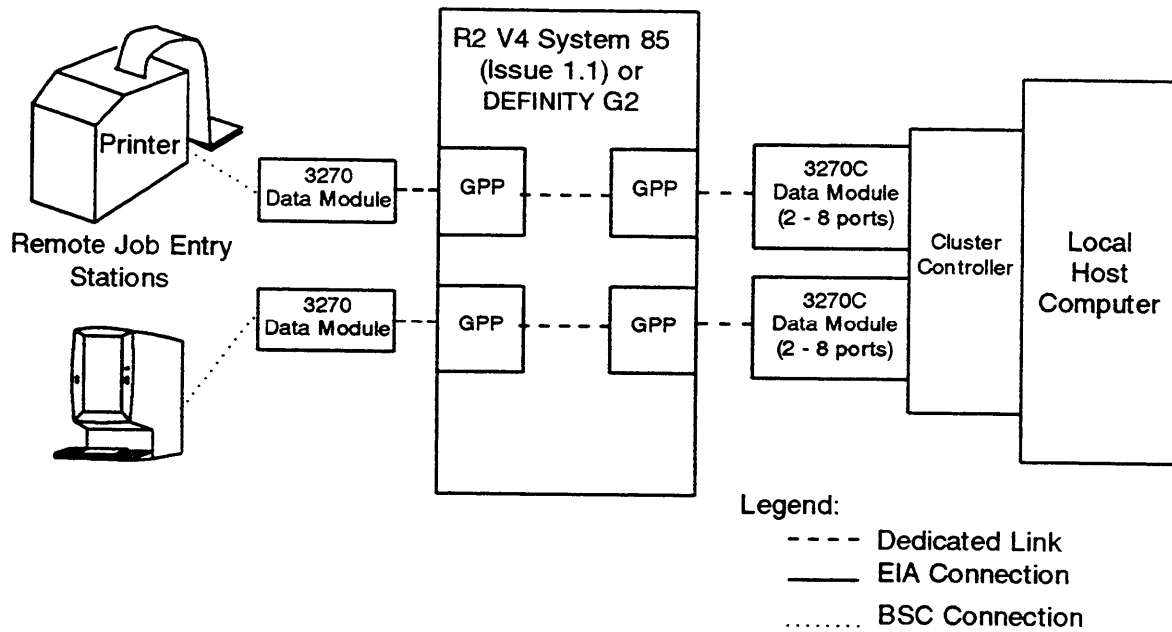 R2 V4 System 85
(Issue 1.1) or
DEFINITY G2
Printer
3270
Data Module
GPP
GPP
3270C
Data Module
(2 - 8 ports)
Remote Job Entry
Stations
Cluster
Controller
Local
Host
Computer
3270
Data Module
GPP
GPP
3270C
Data Module
(2 - 8 ports)
Legend:
Dedicated Link
EIA Connection
BSC Connection